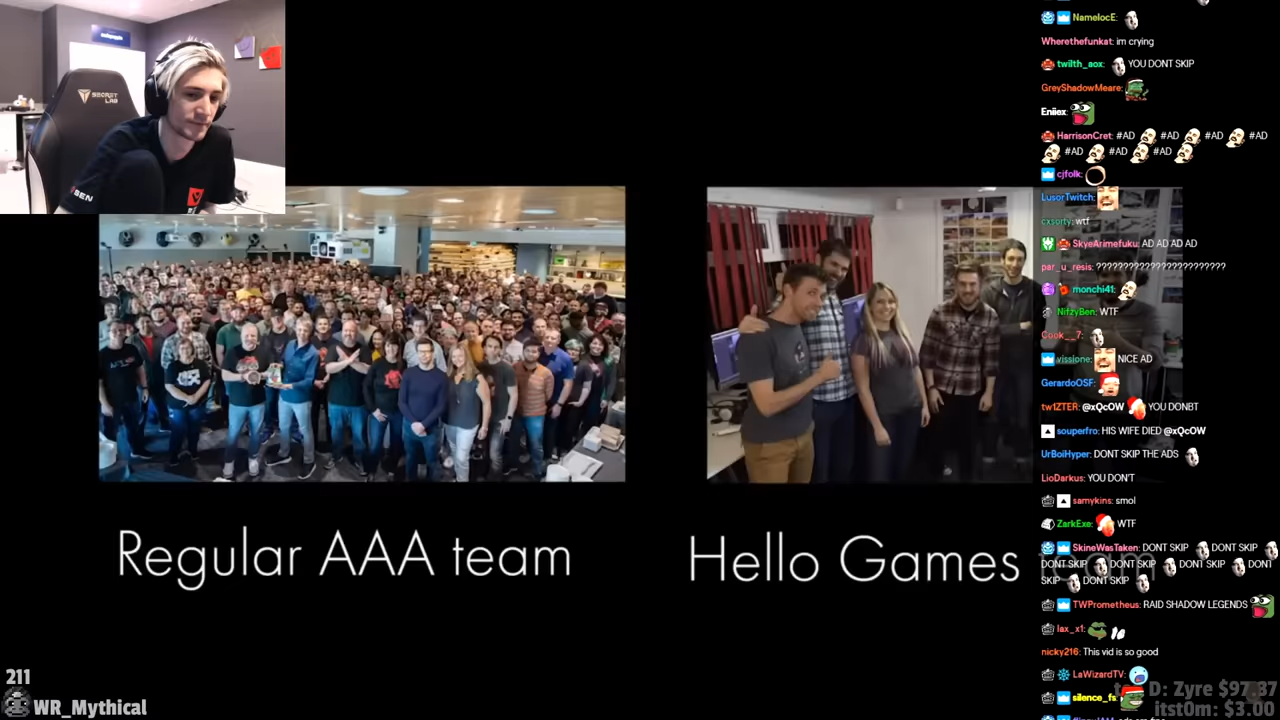 SECRET
LAB
SEN
Regular AAA team
Hello Games team
211
WR_Mythical
NamelocE:
Wherethefunkat: im crying
twilth_aox: YOU DONT SKIP
GreyShadowMeare:
Eniiex:
HarrisonCret: #AD #AD #AD #AD
#AD #AD #AD
cjfolk:
LusorTwitch:
cxsorty: wtf
SkyeArimefuku: AD AD AD AD
par_u_resis: ????????????????????????
monchi41:
NifzyBen: WTF
Cook__7:
vissione: NICE AD
GerardoOSF:
tw1ZTER: @xQcOW YOU DONBT
souperfro: HIS WIFE DIED @xQcOW
UrBoiHyper: DONT SKIP THE ADS
LioDarkus: YOU DON'T
samykins: smol
ZarkExe: WTF
SkineWasTaken: DONT SKIP DONT SKIP
DONT SKIP DONT SKIP DONT SKIP DONT
SKIP DONT SKIP
TWPrometheus: RAID SHADOW LEGENDS
lax_x1:
nicky216: This vid is so good
LaWizardTV:
silence_fs:
D: Zyre $97.37
itst0m: $3.00